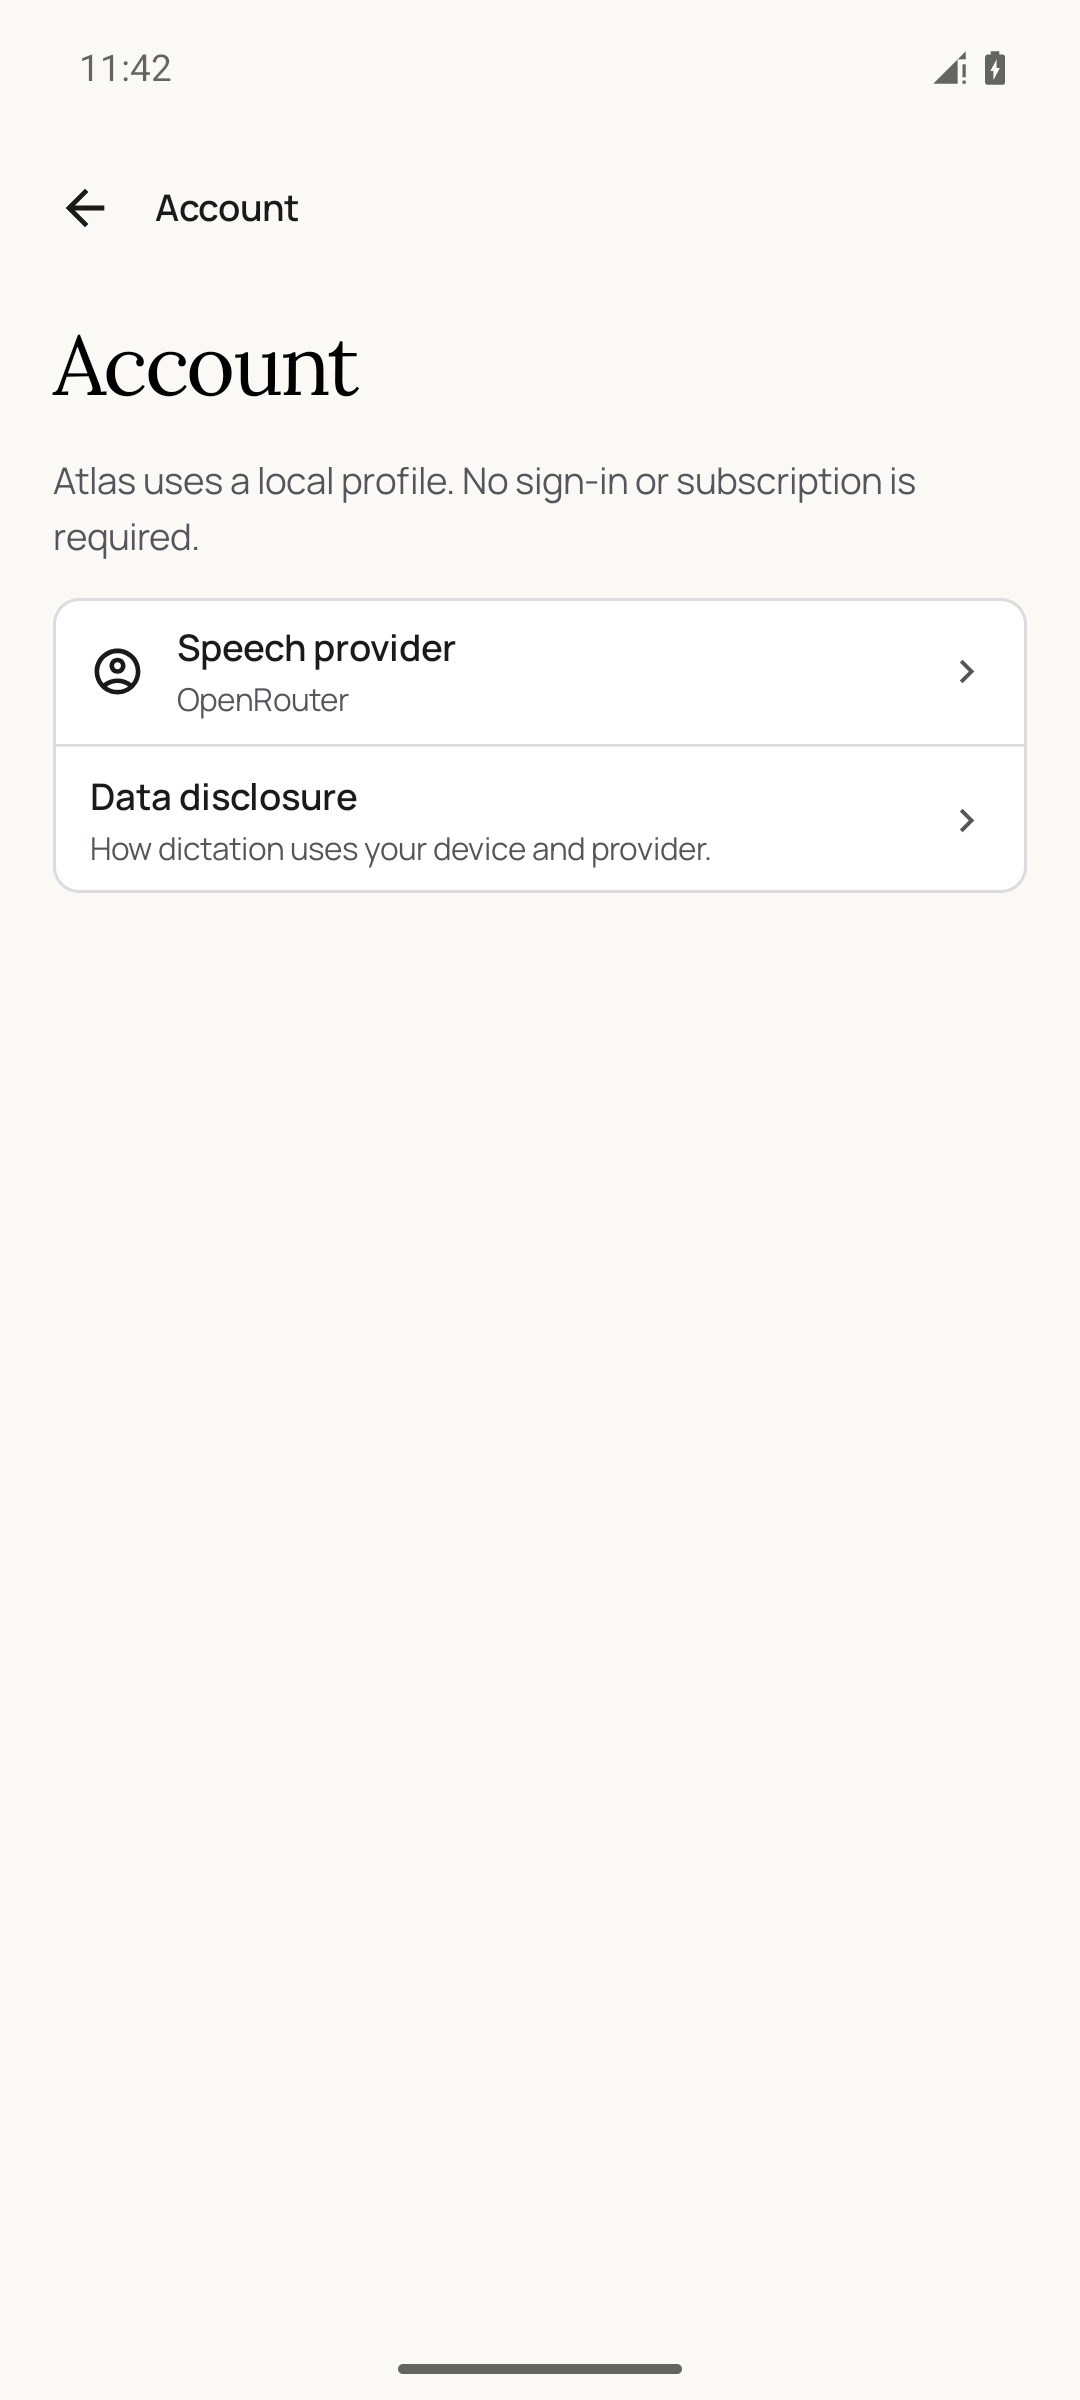 11:42
Account
Account
Atlas uses a local profile. No sign-in or subscription is
required.
Speech provider
OpenRouter
Data disclosure
How dictation uses your device and provider.